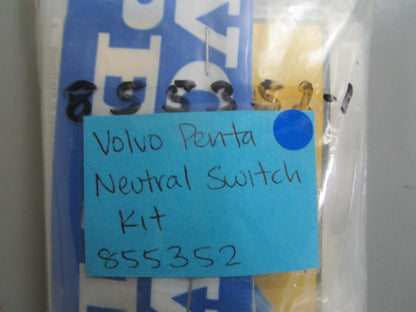 855352-1
Volvo Penta
Neutral Switch
Kit
855352